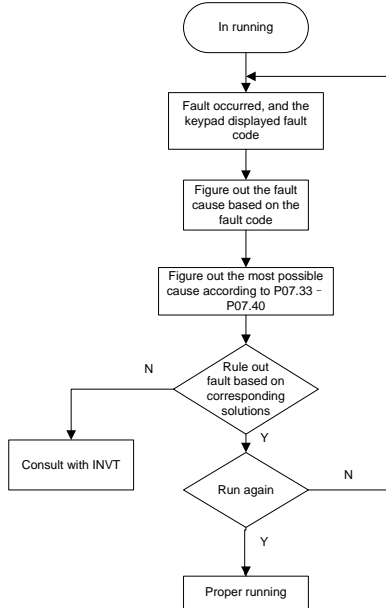 In running
Fault occurred, and the
keypad displayed fault
code
Figure out the fault
cause based on the
fault code
Figure out the most possible
cause according to P07.33–
P07.40
N
Rule out
fault based on
corresponding
solutions
Consult with INVT
Y
Run again
N
Y
Proper running